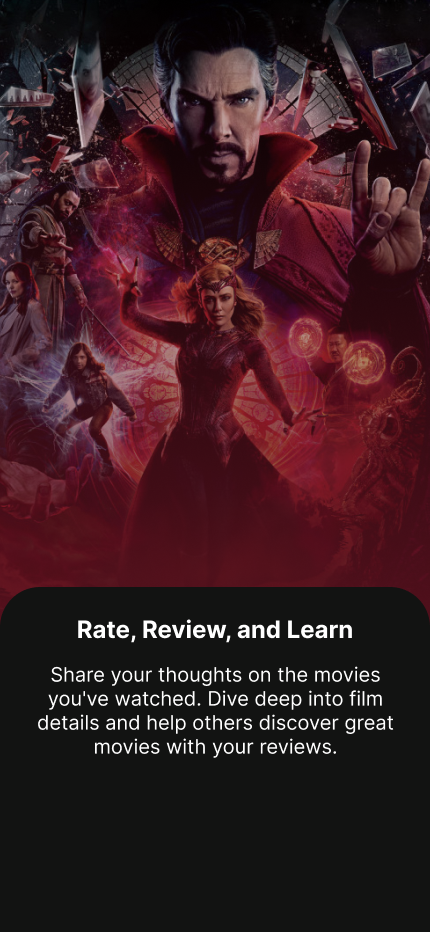 Rate, Review, and Learn
Share your thoughts on the movies
you've watched. Dive deep into film
details and help others discover great
movies with your reviews.